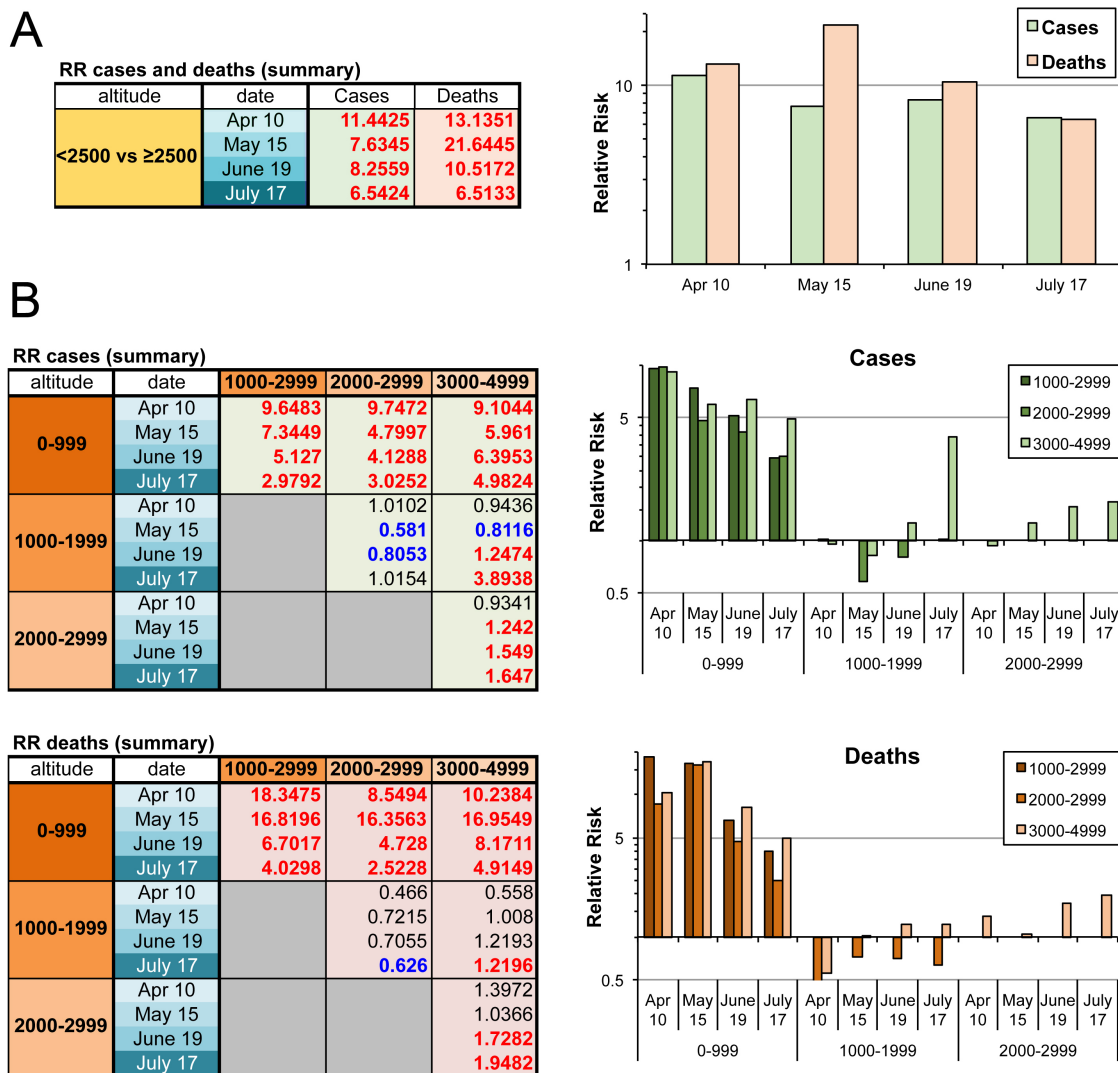 A
RR cases and deaths (summary)
altitude date Cases Deaths
<2500 vs ≥2500
Apr 10 11.4425 13.1351
May 15 7.6345 21.6445
June 19 8.2559 10.5172
July 17 6.5424 6.5133
Relative Risk
10
1
Cases
Deaths
Apr 10 May 15 June 19 July 17
B
RR cases (summary)
altitude date 1000-2999 2000-2999 3000-4999
0-999
Apr 10 9.6483 9.7472 9.1044
May 15 7.3449 4.7997 5.961
June 19 5.127 4.1288 6.3953
July 17 2.9792 3.0252 4.9824
1000-1999
Apr 10 1.0102 0.9436
May 15 0.581 0.8116
June 19 0.8053 1.2474
July 17 1.0154 3.8938
2000-2999
Apr 10 0.9341
May 15 1.242
June 19 1.549
July 17 1.647
Cases
Relative Risk
5
0.5
1000-2999
2000-2999
3000-4999
Apr May June July Apr May June July Apr May June July
10 15 19 17 10 15 19 17 10 15 19 17
0-999 1000-1999 2000-2999
RR deaths (summary)
altitude date 1000-2999 2000-2999 3000-4999
0-999
Apr 10 18.3475 8.5494 10.2384
May 15 16.8196 16.3563 16.9549
June 19 6.7017 4.728 8.1711
July 17 4.0298 2.5228 4.9149
1000-1999
Apr 10 0.466 0.558
May 15 0.7215 1.008
June 19 0.7055 1.2193
July 17 0.626 1.2196
2000-2999
Apr 10 1.3972
May 15 1.0366
June 19 1.7282
July 17 1.9482
Deaths
Relative Risk
5
0.5
1000-2999
2000-2999
3000-4999
Apr May June July Apr May June July Apr May June July
10 15 19 17 10 15 19 17 10 15 19 17
0-999 1000-1999 2000-2999